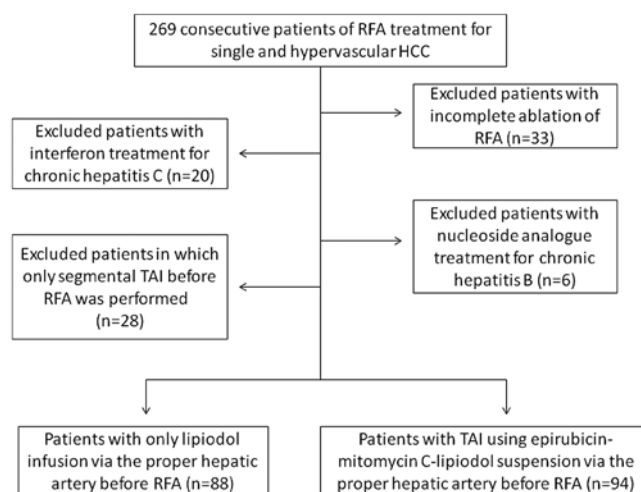 269 consecutive patients of RFA treatment for
single and hypervascular HCC
Excluded patients with
incomplete ablation of
RFA (n=33)
Excluded patients with
interferon treatment for
chronic hepatitis C (n=20)
Excluded patients with
nucleoside analogue
treatment for chronic
hepatitis B (n=6)
Excluded patients in which
only segmental TAI before
RFA was performed
(n=28)
Patients with only lipiodol
infusion via the proper hepatic
artery before RFA (n=88)
Patients with TAI using epirubicin-
mitomycin C-lipiodol suspension via the
proper hepatic artery before RFA (n=94)